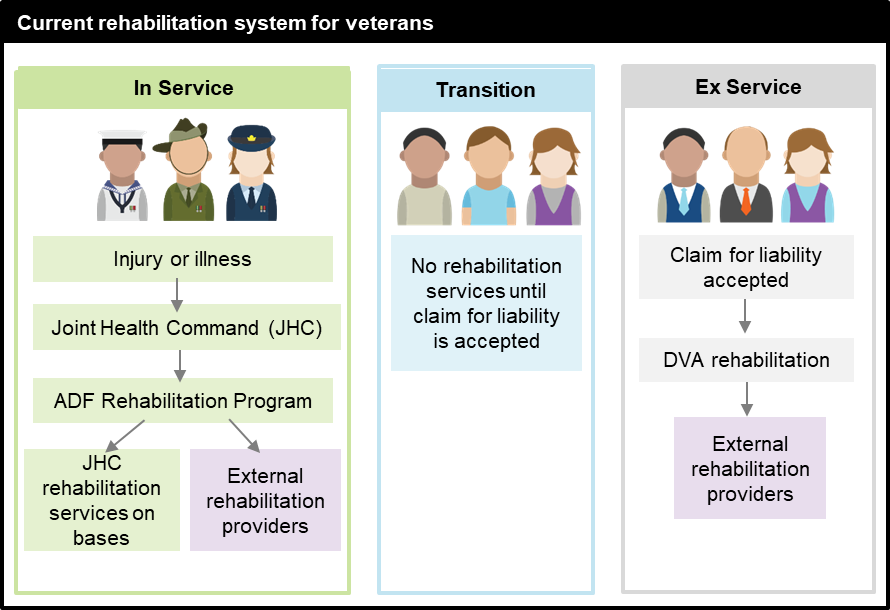 Current rehabilitation system for veterans
In Service
Injury or illness
Joint Health Command (JHC)
ADF Rehabilitation Program
JHC
rehabilitation
services on
bases
External
rehabilitation
providers
Transition
No rehabilitation
services until
claim for liability
is accepted
Ex Service
Claim for liability
accepted
DVA rehabilitation
External
rehabilitation
providers